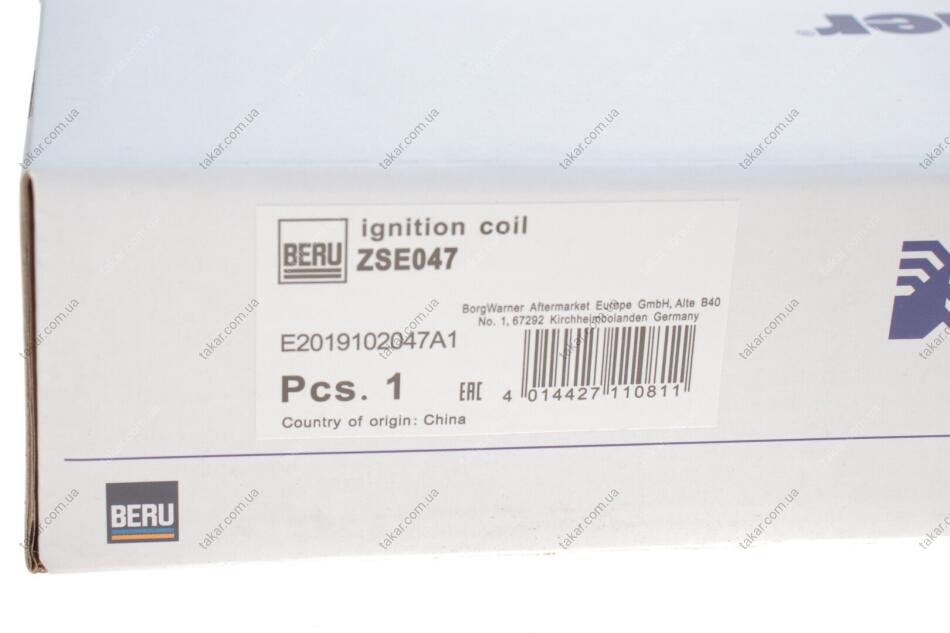 ner
ignition coil
BERU
ZSE047
BorgWarner Aftermarket Europe GmbH, Alte B40
No. 1, 67292 Kirchheimbolanden Germany
E2019102047A1
Pcs. 1
EAC
4 014427 110811
Country of origin: China
BERU
takar.com.ua